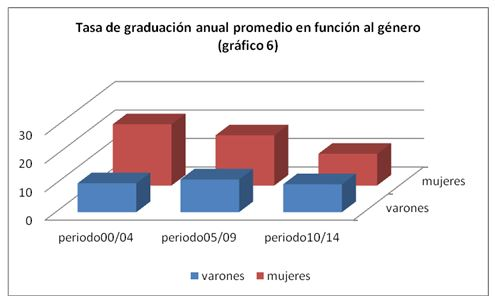 Tasa de graduación anual promedio en función al género
(gráfico 6)
30
20
10
0
mujeres
varones
periodo00/04 periodo05/09 periodo10/14
varones mujeres